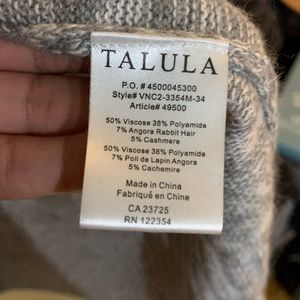 TALULA
P.O. # 4500045300
Style# VNC2-3354M-34
Article# 49500
50% Viscose 38% Polyamide
7% Angora Rabbit Hair
5% Cashmere
50% Viscose 38% Polyamide
7% Poil de Lapin Angora
5% Cachemire
Made in China
Fabriqué en Chine
CA 23725
RN 122354